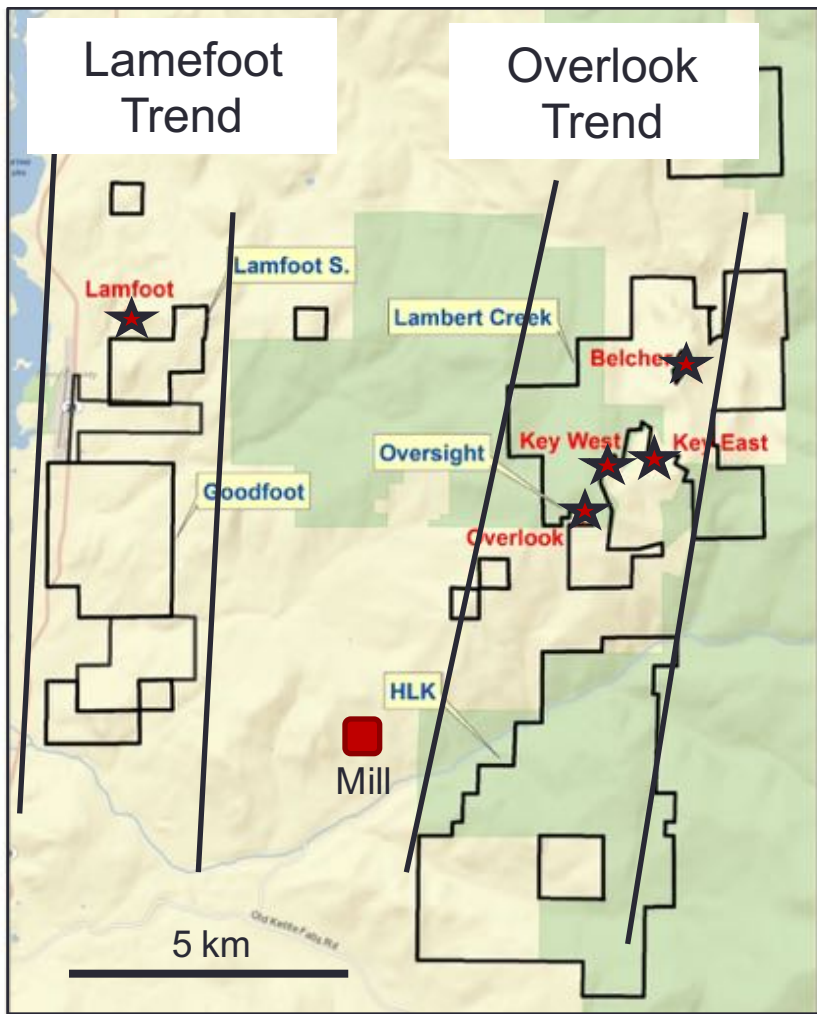 Lamefoot
Trend
Overlook
Trend
Lamfoot S.
Lamfoot
Lambert Creek
Belcher
Key West
Key East
Oversight
Goodfoot
Overlook
HLK
Mill
Old Kettle Falls Rd
5 km